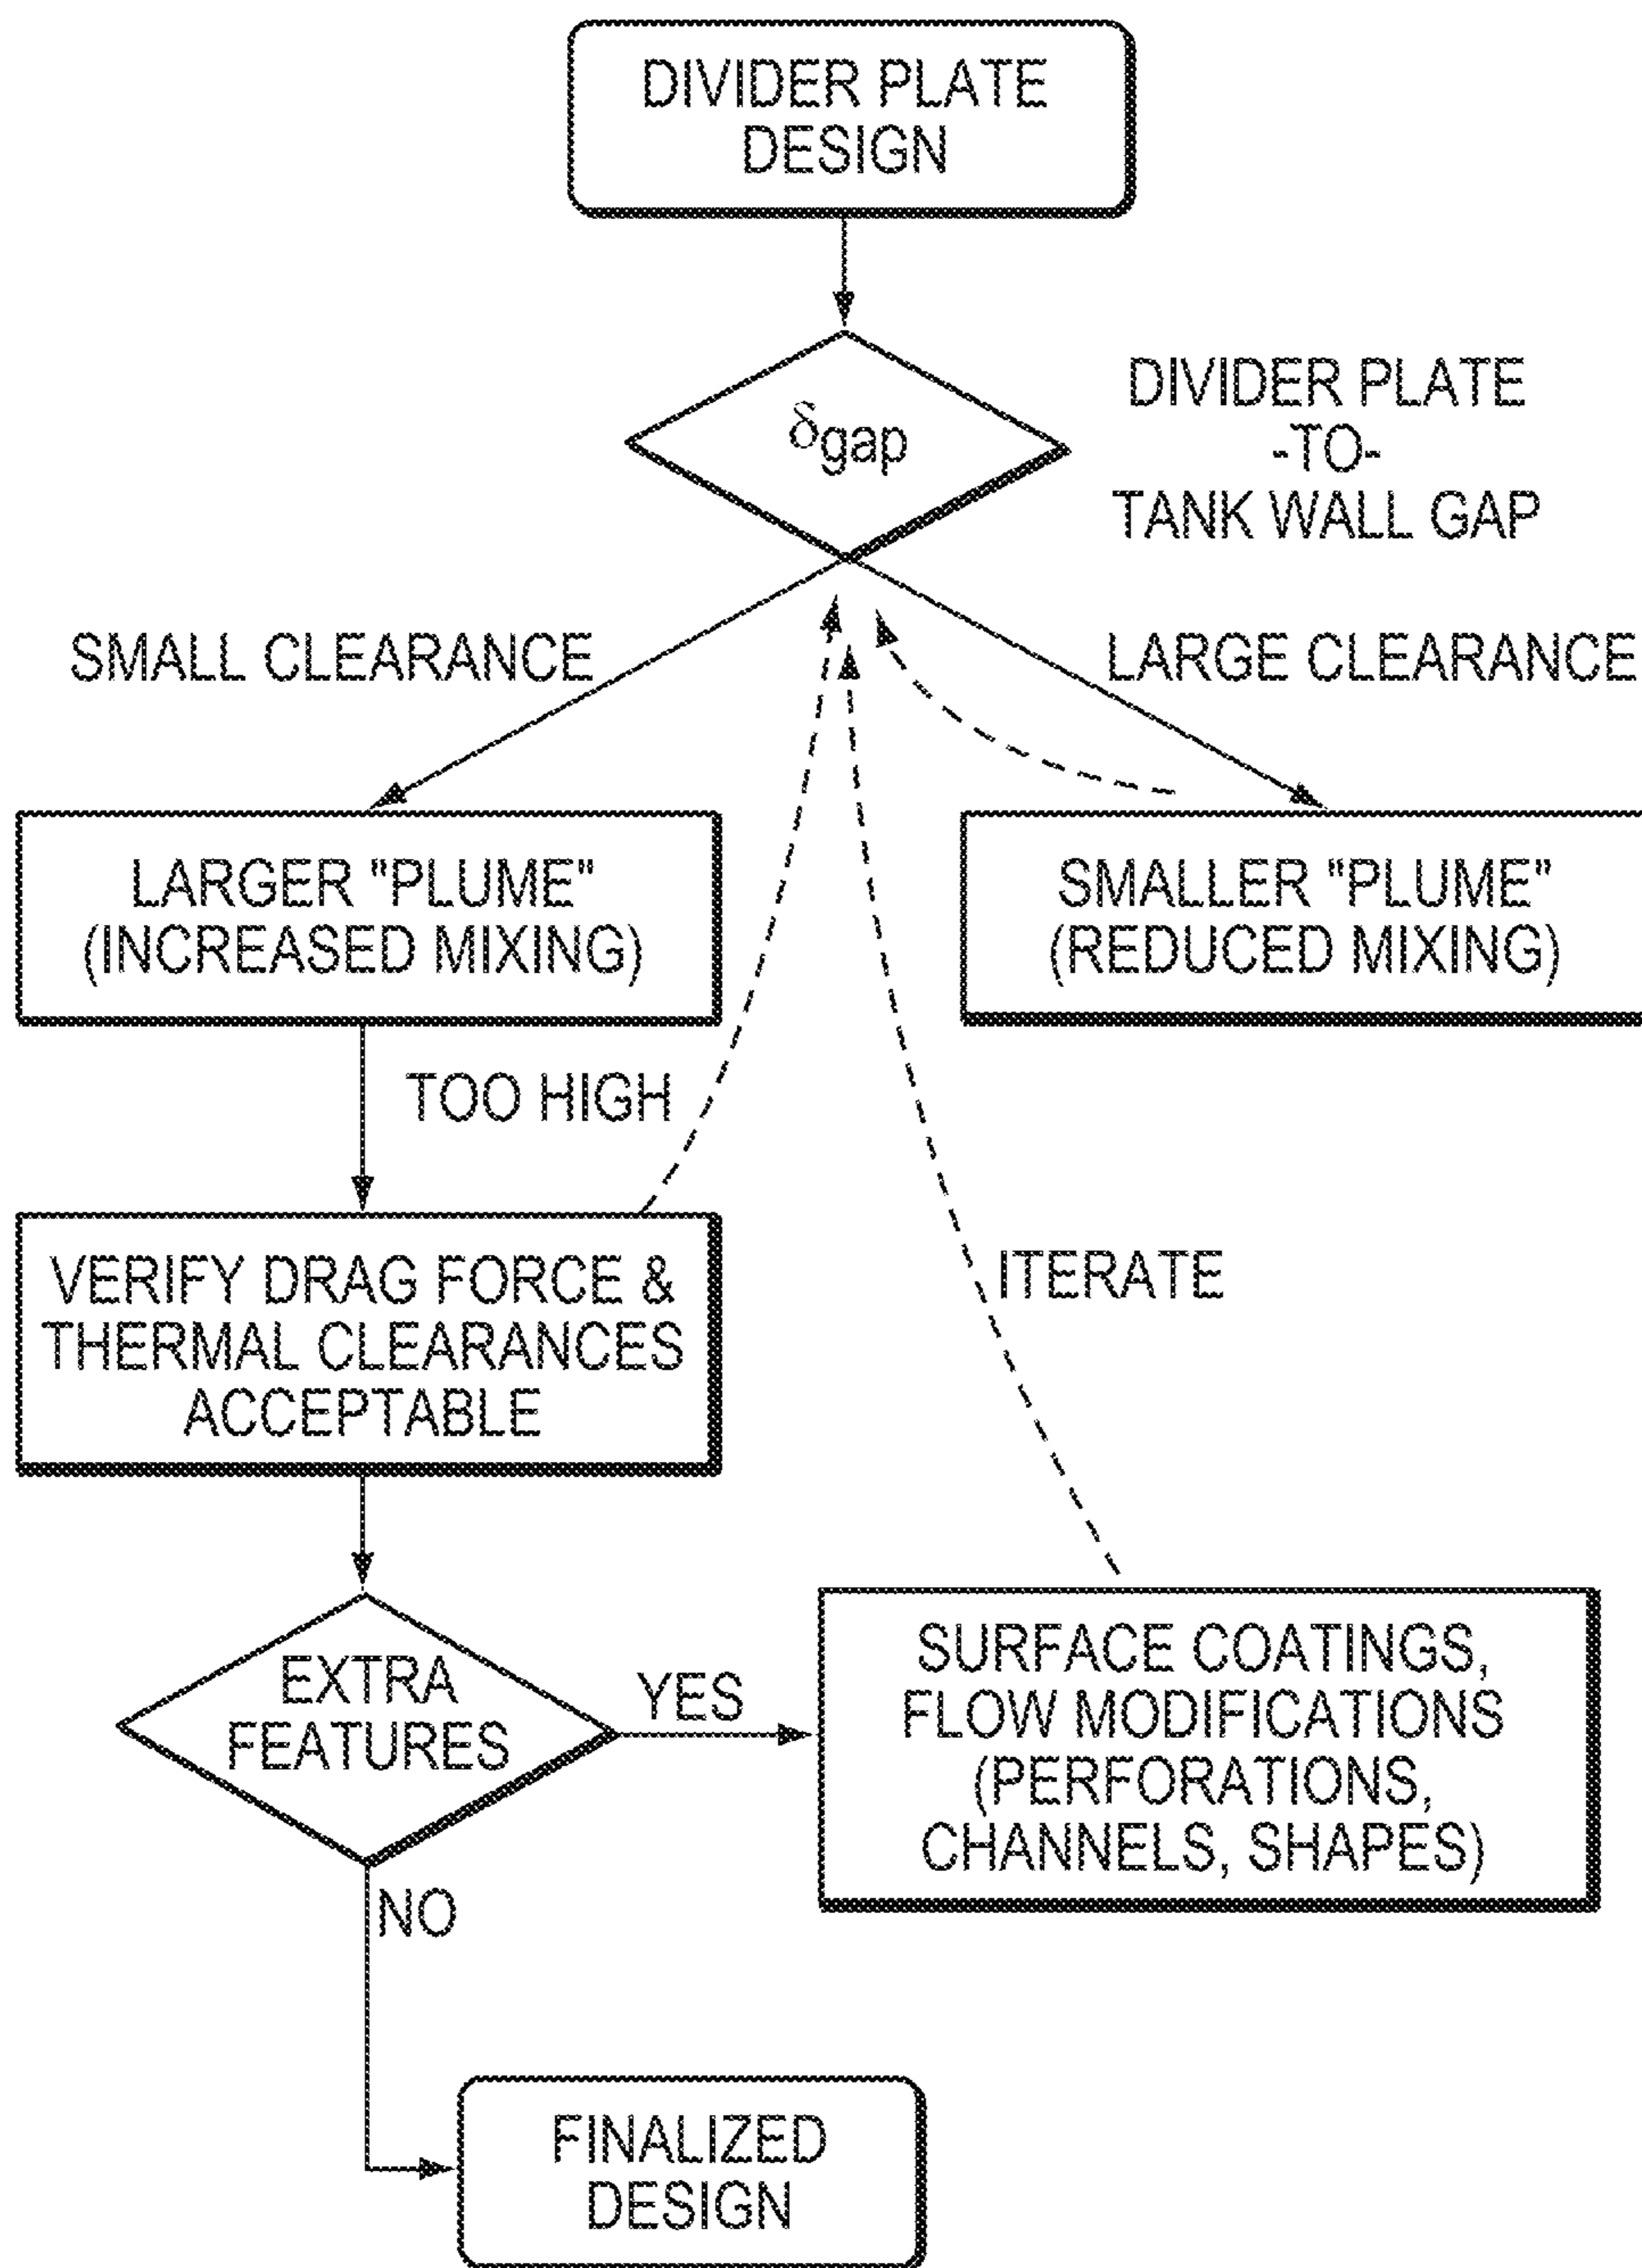 DIVIDER PLATE
DESIGN
δgap
DIVIDER PLATE
-TO-
TANK WALL GAP
SMALL CLEARANCE
LARGE CLEARANCE
LARGER "PLUME"
(INCREASED MIXING)
SMALLER "PLUME"
(REDUCED MIXING)
TOO HIGH
VERIFY DRAG FORCE &
THERMAL CLEARANCES
ACCEPTABLE
ITERATE
EXTRA
FEATURES
YES
SURFACE COATINGS,
FLOW MODIFICATIONS
(PERFORATIONS,
CHANNELS, SHAPES)
NO
FINALIZED
DESIGN